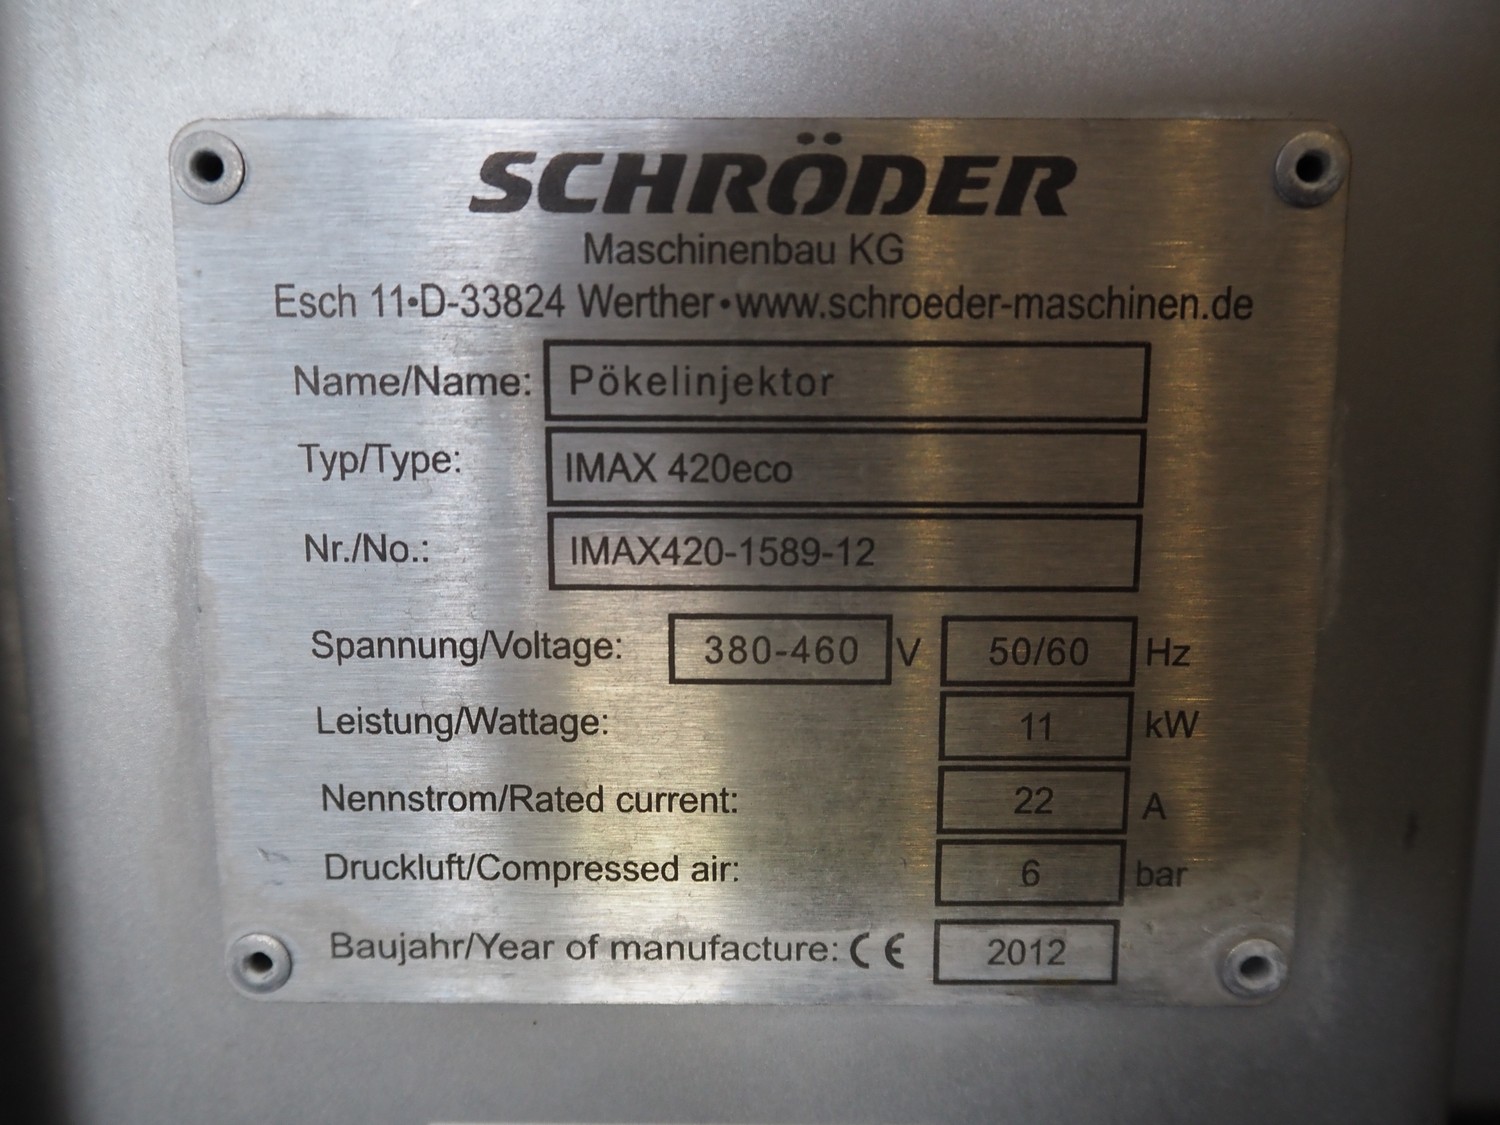 SCHRÖDER
Maschinenbau KG
Esch 11•D-33824 Werther•www.schroeder-maschinen.de
Name/Name: Pökelinjektor
Typ/Type: IMAX 420eco
Nr./No.: IMAX420-1589-12
Spannung/Voltage: 380-460 V 50/60 Hz
Leistung/Wattage: 11 kW
Nennstrom/Rated current: 22 A
Druckluft/Compressed air: 6 bar
Baujahr/Year of manufacture: CE 2012